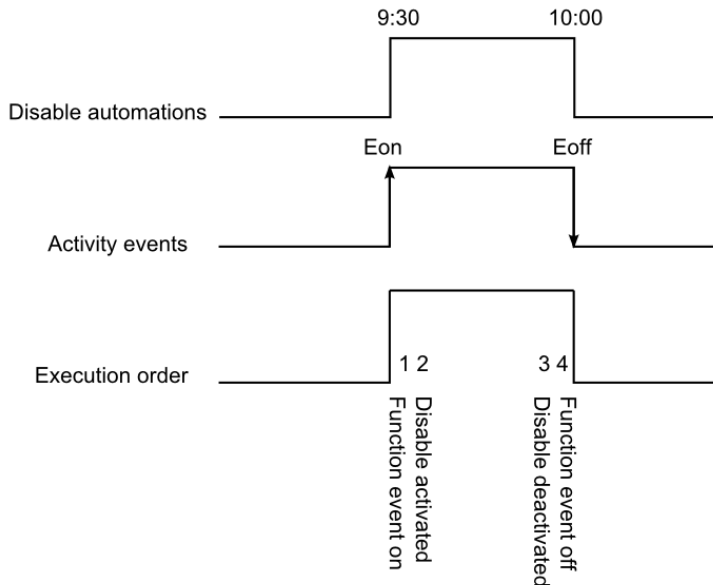 9:30
10:00
Disable automations
Eon
Eoff
Activity events
1 2
3 4
Execution order
Function event on
Disable activated
Disable deactivated
Function event off